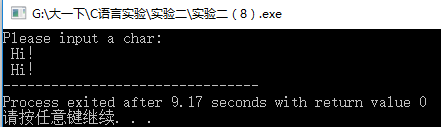 G:\大一下\C语言实验\实验二\实验二（8）.exe
Please input a char:
 Hi!
 Hi!
--------------------------------
Process exited after 9.17 seconds with return value 0
请按任意键继续. . .